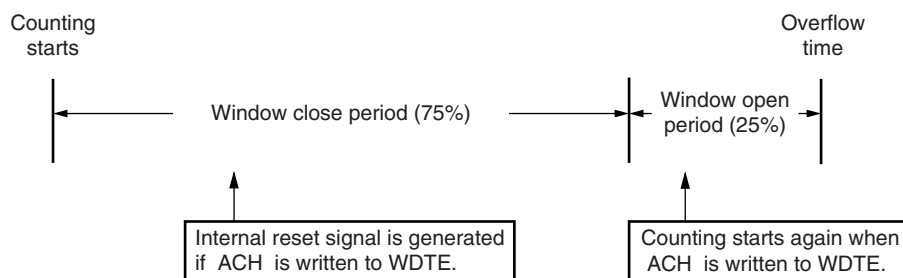 Counting
starts
Overflow
time
Window close period (75%)
Window open
period (25%)
Internal reset signal is generated
if ACH is written to WDTE.
Counting starts again when
ACH is written to WDTE.